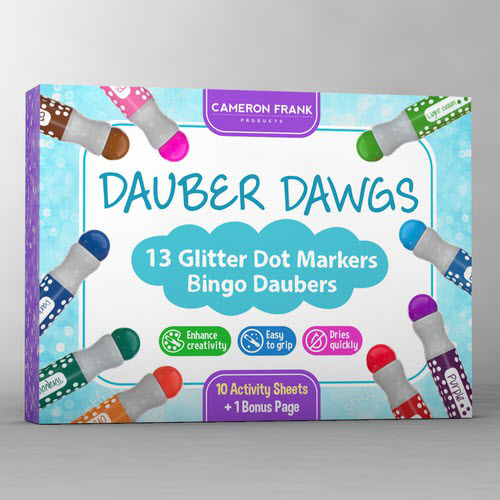 CAMERON FRANK
PRODUCTS
Light Green
DAUBER DAWGS
13 Glitter Dot Markers
Bingo Daubers
Enhance
creativity
Easy
to grip
Dries
quickly
10 Activity Sheets
+ 1 Bonus Page
Purple